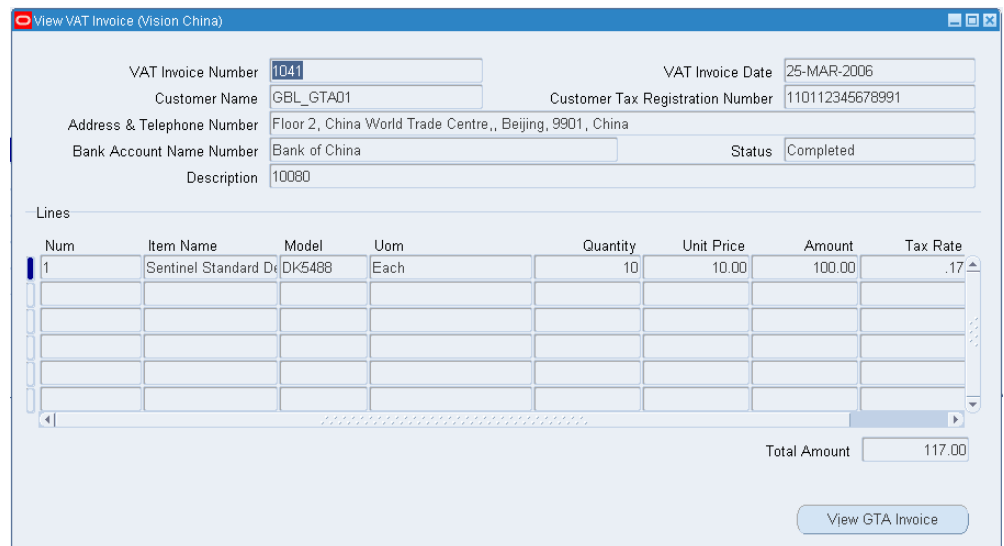 View VAT Invoice (Vision China)
VAT Invoice Number 1041 VAT Invoice Date 25-MAR-2006
Customer Name GBL_GTA01 Customer Tax Registration Number 110112345678991
Address & Telephone Number Floor 2, China World Trade Centre,, Beijing, 9901, China
Bank Account Name Number Bank of China Status Completed
Description 10080
Lines
Num Item Name Model Uom Quantity Unit Price Amount Tax Rate
1 Sentinel Standard De DK5488 Each 10 10.00 100.00 .17
Total Amount 117.00
View GTA Invoice